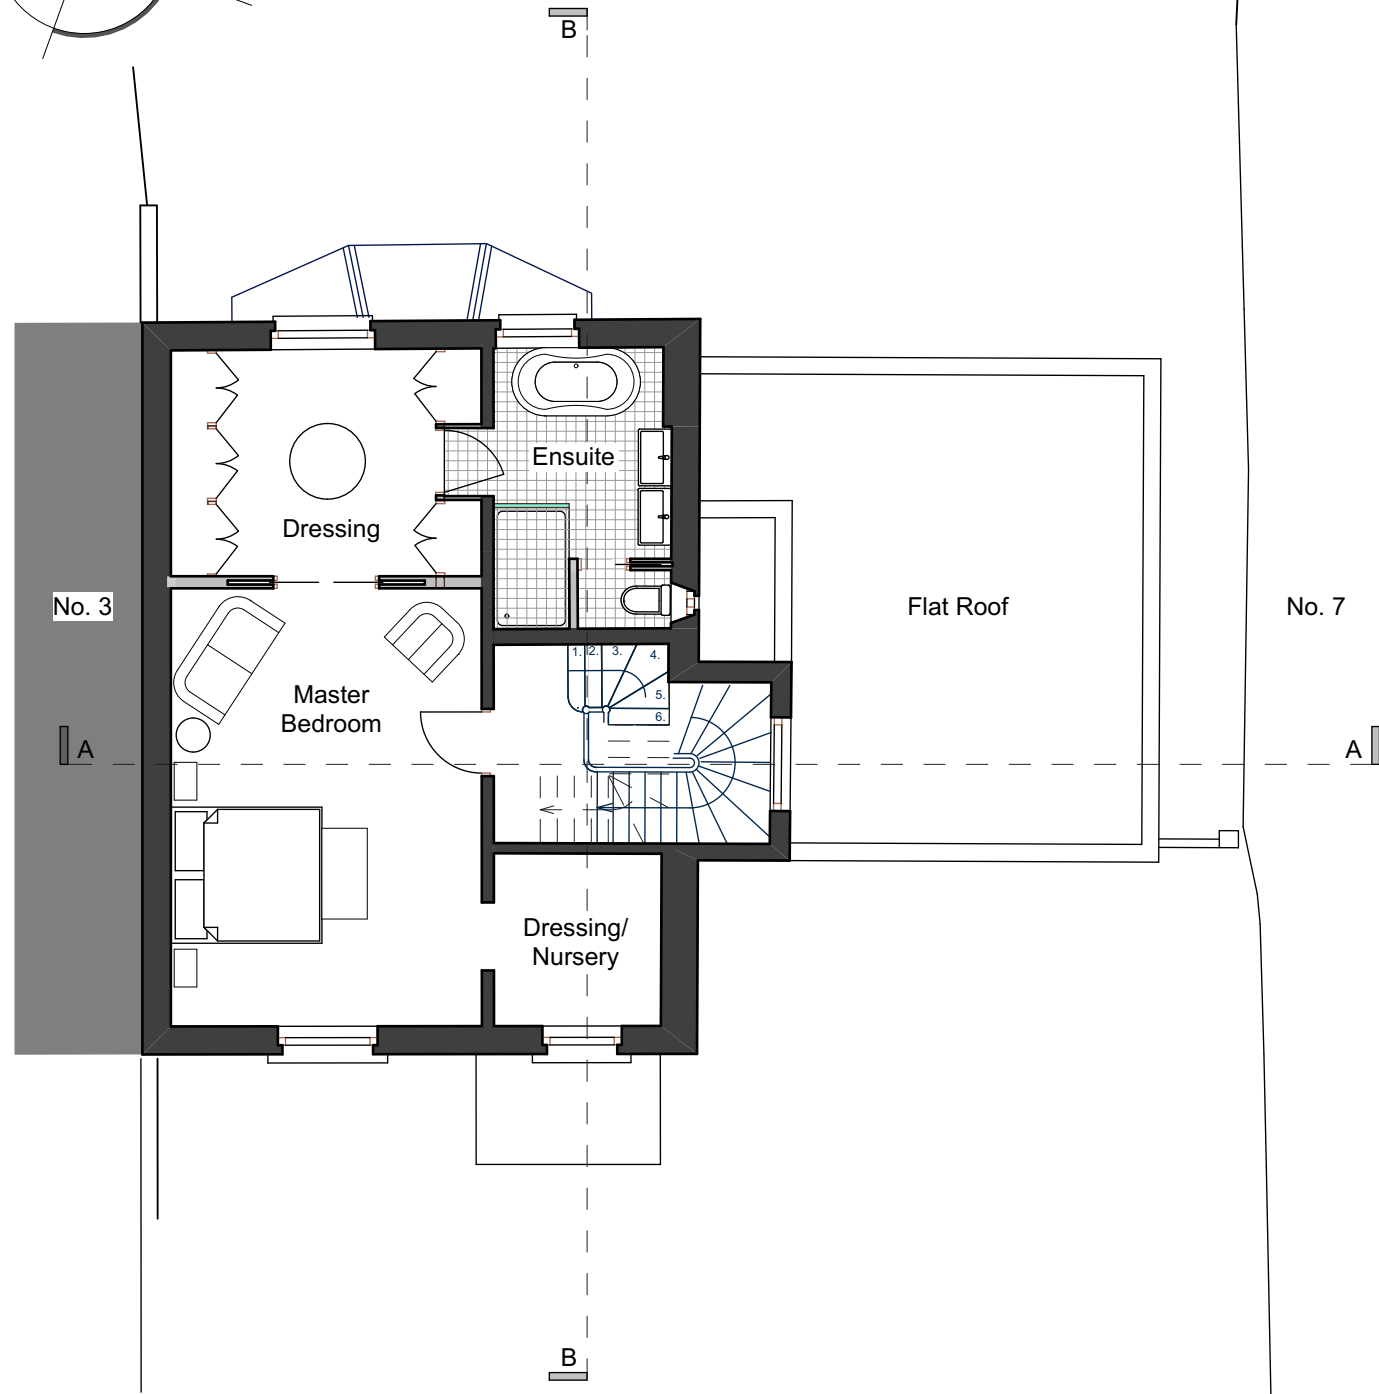 B
Ensuite
Dressing
No. 3
Flat Roof
No. 7
1. 2. 3. 4.
5.
6.
Master
Bedroom
A
A
Dressing/
Nursery
B